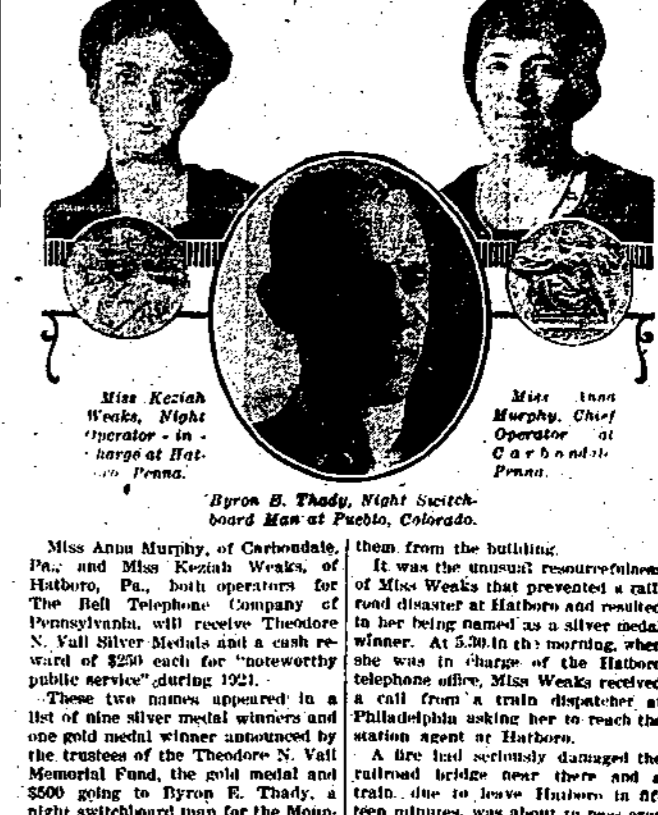 Miss Keziah
Weaks, Night
Operator - in -
harge at Hat-
ro Penna.
Miss Anna
Murphy, Chief
Operator at
Carbondale
Penna.
Byron E. Thady, Night Switch-
board Man at Pueblo, Colorado.
Miss Anna Murphy, of Carbondale,
Pa., and Miss Keziah Weaks, of
Hatboro, Pa., both operators for
The Bell Telephone Company of
Pennsylvania, will receive Theodore
N. Vail Silver Medals and a cash re-
ward of $250 each for "noteworthy
public service" during 1921.
These two names appeared in a
list of nine silver medal winners and
one gold medal winner announced by
the trustees of the Theodore N. Vail
Memorial Fund, the gold medal and
$500 going to Byron E. Thady, a
night switchboard man for the Moun-
them from the building.
It was the unusual resourcefulness
of Miss Weaks that prevented a rail
road disaster at Hatboro and resulted
in her being named as a silver medal
winner. At 5.30 in the morning, when
she was in charge of the Hatboro
telephone office, Miss Weaks received
a call from a train dispatcher at
Philadelphia asking her to reach the
station agent at Hatboro.
A fire had seriously damaged the
railroad bridge near there and a
train due to leave Hatboro in fif
teen minutes, was about to pass over